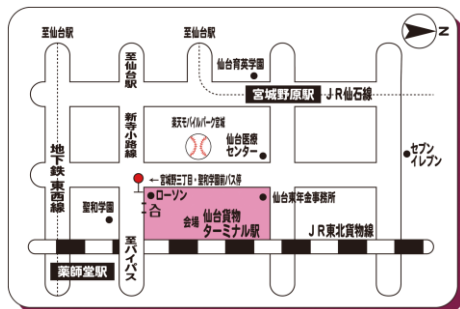 至仙台駅
至仙台駅
至仙台駅
N
仙台育英学園
宮城野原駅
JR仙石線
新寺小路線
楽天モバイルパーク宮城
仙台医療
センター
セブン
イレブン
地下鉄東西線
←宮城野三丁目・聖和学園前バス停
ローソン
仙台東年金事務所
聖和学園
入口
会場
仙台貨物
ターミナル駅
至バイパス
JR東北貨物線
薬師堂駅